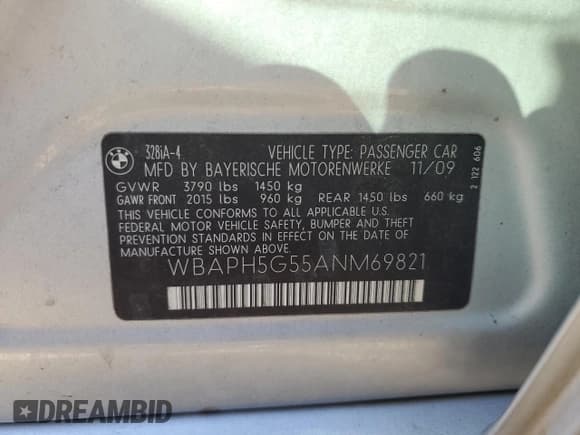 BMW
328iA-4 VEHICLE TYPE: PASSENGER CAR
MFD BY BAYERISCHE MOTORENWERKE 11/09
GVWR 3790 lbs 1450 kg
GAWR FRONT 2015 lbs 960 kg REAR 1450 lbs 660 kg
THIS VEHICLE CONFORMS TO ALL APPLICABLE U.S.
FEDERAL MOTOR VEHICLE SAFETY, BUMPER AND THEFT
PREVENTION STANDARDS IN EFFECT ON THE DATE OF
MANUFACTURE SHOWN ABOVE.
WBAPH5G55ANM69821
2 122 606
DREAMBID